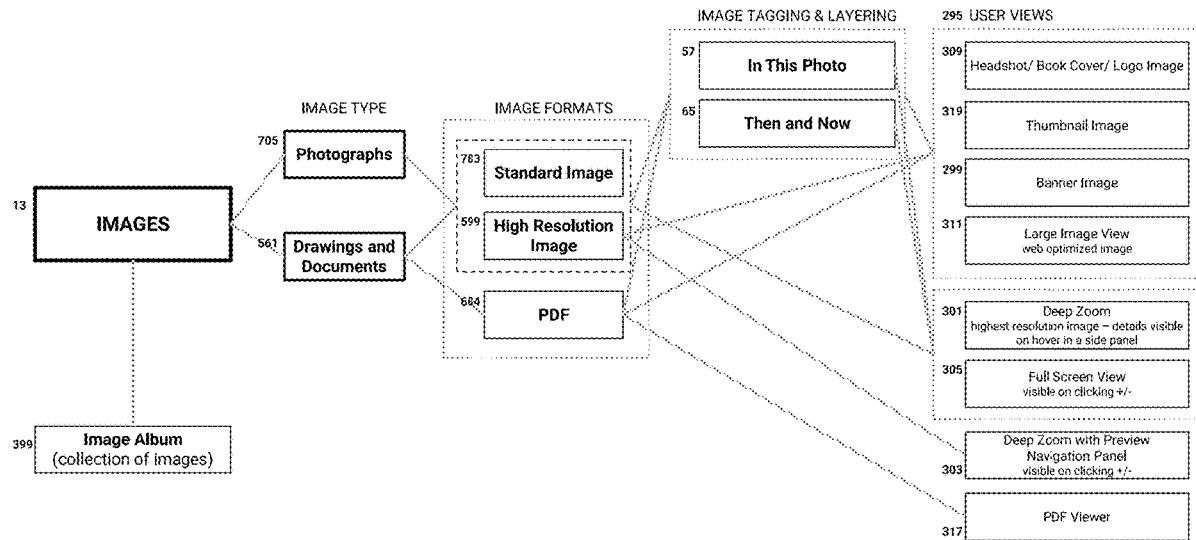 IMAGE TAGGING & LAYERING
295 USER VIEWS
57
In This Photo
65
Then and Now
309
Headshot/ Book Cover/ Logo Image
319
Thumbnail Image
299
Banner Image
311
Large Image View
web optimized image
IMAGE TYPE
705
Photographs
561
Drawings and
Documents
IMAGE FORMATS
783
Standard Image
599
High Resolution
Image
684
PDF
13
IMAGES
301
Deep Zoom
highest resolution image – details visible
on hover in a side panel
305
Full Screen View
visible on clicking +/-
399
Image Album
(collection of images)
303
Deep Zoom with Preview
Navigation Panel
visible on clicking +/-
317
PDF Viewer